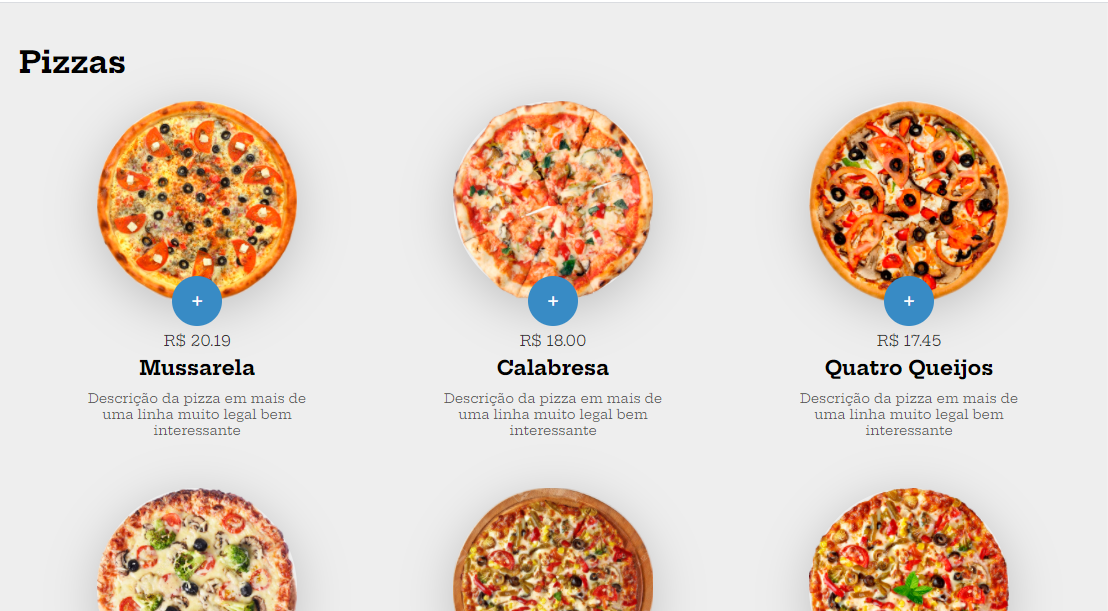 Pizzas
+
+
+
R$ 20.19
R$ 18.00
R$ 17.45
Mussarela
Calabresa
Quatro Queijos
Descrição da pizza em mais de
uma linha muito legal bem
interessante
Descrição da pizza em mais de
uma linha muito legal bem
interessante
Descrição da pizza em mais de
uma linha muito legal bem
interessante